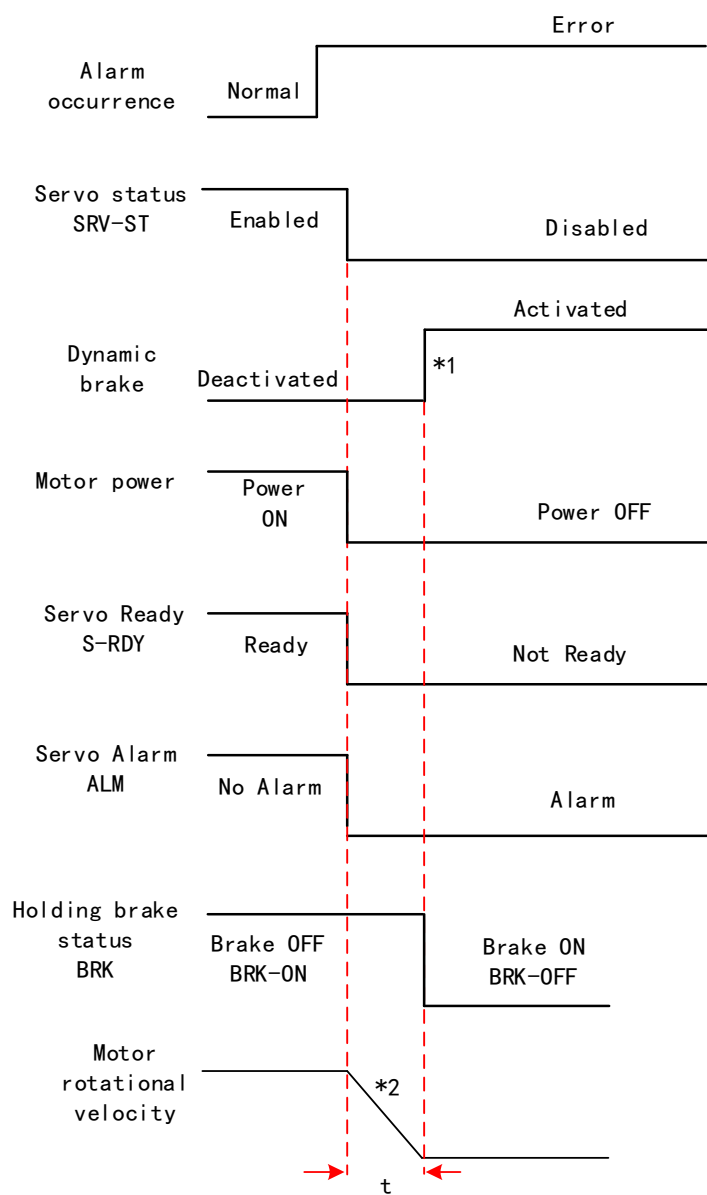 Error
Alarm
occurrence
Normal
Servo status
SRV-ST
Enabled
Disabled
Activated
Dynamic
brake
Deactivated
*1
Motor power
Power
ON
Power OFF
Servo Ready
S-RDY
Ready
Not Ready
Servo Alarm
ALM
No Alarm
Alarm
Holding brake
status
BRK
Brake OFF
BRK-ON
Brake ON
BRK-OFF
Motor
rotational
velocity
*2
t